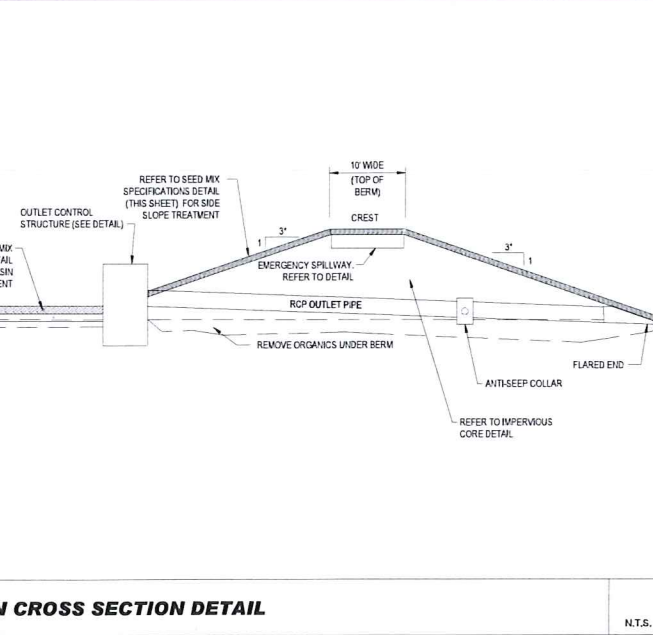 10' WIDE
(TOP OF
BERM)
CREST
REFER TO SEED MIX
SPECIFICATIONS DETAIL
(THIS SHEET) FOR SIDE
SLOPE TREATMENT
OUTLET CONTROL
STRUCTURE (SEE DETAIL)
MIX
AIL
SIN
ENT
1
3*
3*
1
EMERGENCY SPILLWAY.
REFER TO DETAIL
RCP OUTLET PIPE
REMOVE ORGANICS UNDER BERM
FLARED END
ANTI-SEEP COLLAR
REFER TO IMPERVIOUS
CORE DETAIL
N CROSS SECTION DETAIL
N.T.S.